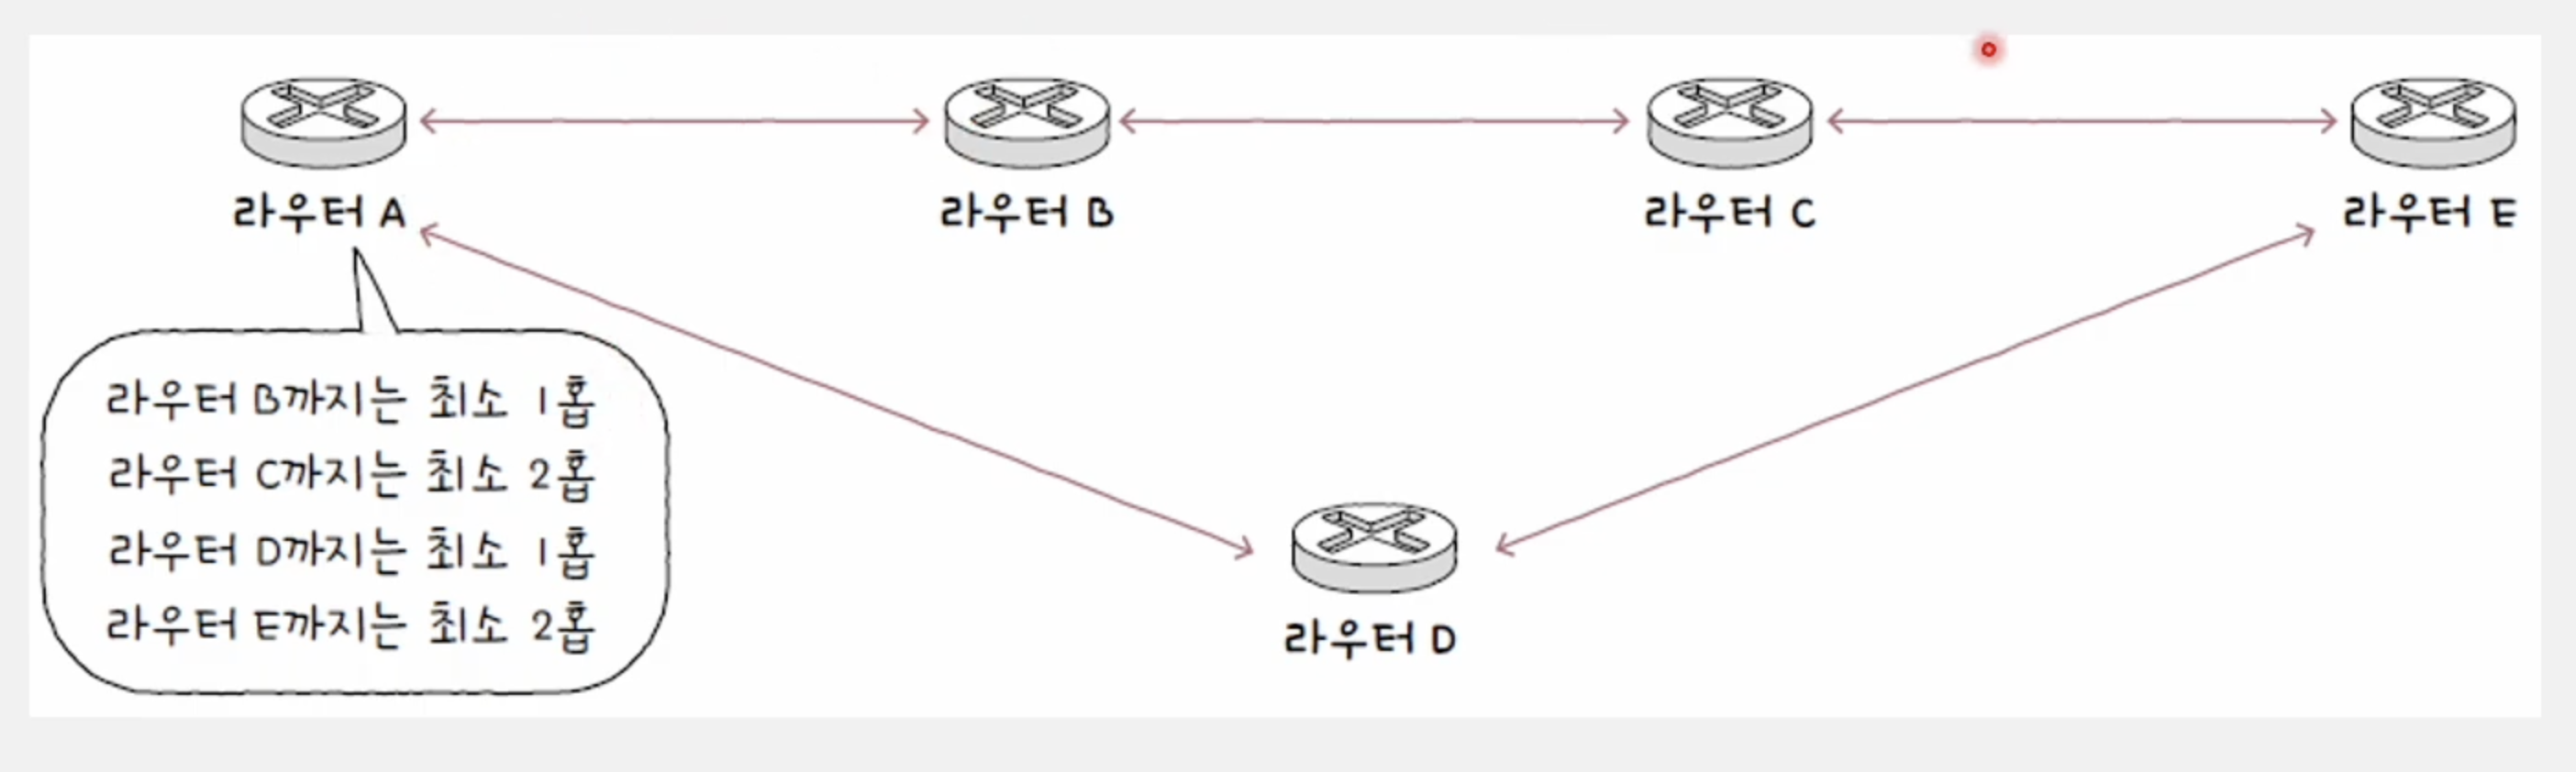 라우터 A
라우터 B
라우터 C
라우터 E
라우터 B까지는 최소 1홉
라우터 C까지는 최소 2홉
라우터 D까지는 최소 1홉
라우터 E까지는 최소 2홉
라우터 D